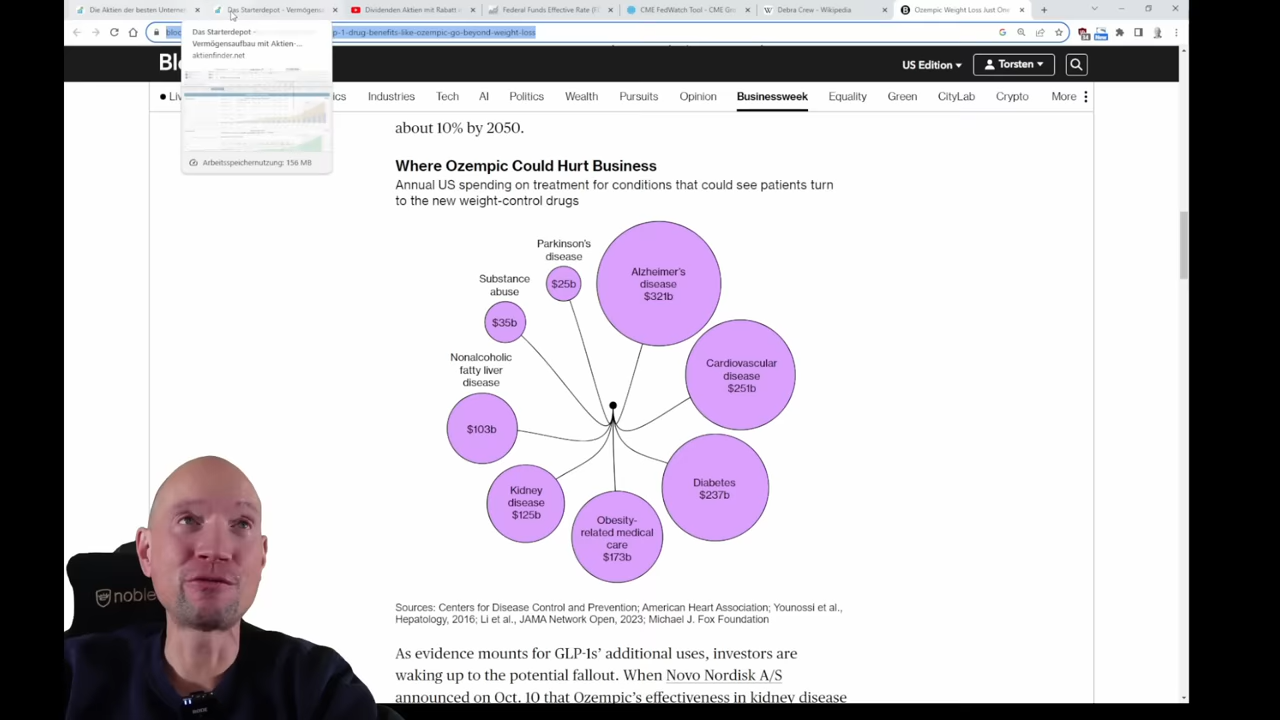 Die Aktien der besten Unterneh
Das Starterdepot - Vermögensa
Dividenden Aktien mit Rabatt -
Federal Funds Effective Rate (F
CME FedWatch Tool - CME Gro
Debra Crew - Wikipedia
Ozempic Weight Loss Just One
p-1-drug-benefits-like-ozempic-go-beyond-weight-loss
Das Starterdepot -
Vermögensaufbau mit Aktien-...
aktienfinder.net
Arbeitsspeichernutzung: 156 MB
US Edition
Torsten
Industries
Tech
AI
Politics
Wealth
Pursuits
Opinion
Businessweek
Equality
Green
CityLab
Crypto
More
about 10% by 2050.
Where Ozempic Could Hurt Business
Annual US spending on treatment for conditions that could see patients turn
to the new weight-control drugs
Parkinson's
disease
$25b
Alzheimer's
disease
$321b
Substance
abuse
$35b
Cardiovascular
disease
$251b
Nonalcoholic
fatty liver
disease
$103b
Diabetes
$237b
Kidney
disease
$125b
Obesity-
related medical
care
$173b
Sources: Centers for Disease Control and Prevention; American Heart Association; Younossi et al.,
Hepatology, 2016; Li et al., JAMA Network Open, 2023; Michael J. Fox Foundation
As evidence mounts for GLP-1s' additional uses, investors are
waking up to the potential fallout. When Novo Nordisk A/S
announced on Oct. 10 that Ozempic's effectiveness in kidney disease
noble